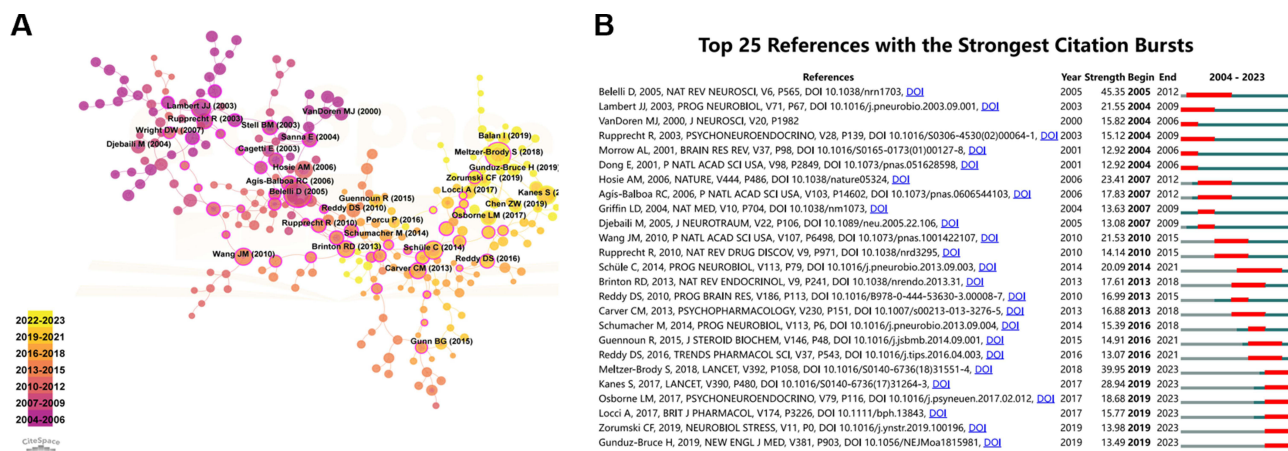 A
Lambert JJ (2003)
Rupprecht R (2003)
Wright DW (2007)
Djebaili M (2004)
Stell BM (2003)
VanDoren MJ (2000)
Sanna E (2004)
Cagetti E (2003)
Hosie AM (2006)
Agis-Balboa RC (2006)
Belelli D (2005)
Guennoun R (2015)
Reddy DS (2010)
Porcu P (2016)
Rupprecht R (2010)
Schumacher M (2014)
Brinton RD (2013)
Wang JM (2010)
Schüle C (2014)
Carver CM (2013)
Reddy DS (2016)
Gunn BG (2015)
Balan I (2019)
Meltzer-Brody S (2018)
Gunduz-Bruce H (2019)
Zorumski CF (2019)
Kanes S (2
Locci A (2017)
Chen ZW (2019)
Osborne LM (2017)
2022-2023
2019-2021
2016-2018
2013-2015
2010-2012
2007-2009
2004-2006
CiteSpace
B
Top 25 References with the Strongest Citation Bursts
References Year Strength Begin End 2004 - 2023
Belelli D, 2005, NAT REV NEUROSCI, V6, P565, DOI 10.1038/nrn1703, DOI 2005 45.35 2005 2012
Lambert JJ, 2003, PROG NEUROBIOL, V71, P67, DOI 10.1016/j.pneurobio.2003.09.001, DOI 2003 21.55 2004 2009
VanDoren MJ, 2000, J NEUROSCI, V20, P1982 2000 15.82 2004 2006
Rupprecht R, 2003, PSYCHONEUROENDOCRINO, V28, P139, DOI 10.1016/S0306-4530(02)00064-1, DOI 2003 15.12 2004 2009
Morrow AL, 2001, BRAIN RES REV, V37, P98, DOI 10.1016/S0165-0173(01)00127-8, DOI 2001 12.92 2004 2006
Dong E, 2001, P NATL ACAD SCI USA, V98, P2849, DOI 10.1073/pnas.051628598, DOI 2001 12.92 2004 2006
Hosie AM, 2006, NATURE, V444, P486, DOI 10.1038/nature05324, DOI 2006 23.41 2007 2012
Agis-Balboa RC, 2006, P NATL ACAD SCI USA, V103, P14602, DOI 10.1073/pnas.0606544103, DOI 2006 17.83 2007 2012
Griffin LD, 2004, NAT MED, V10, P704, DOI 10.1038/nm1073, DOI 2004 13.63 2007 2009
Djebaili M, 2005, J NEUROTRAUM, V22, P106, DOI 10.1089/neu.2005.22.106, DOI 2005 13.08 2007 2009
Wang JM, 2010, P NATL ACAD SCI USA, V107, P6498, DOI 10.1073/pnas.1001422107, DOI 2010 21.53 2010 2015
Rupprecht R, 2010, NAT REV DRUG DISCOV, V9, P971, DOI 10.1038/nrd3295, DOI 2010 14.14 2010 2015
Schüle C, 2014, PROG NEUROBIOL, V113, P79, DOI 10.1016/j.pneurobio.2013.09.003, DOI 2014 20.09 2014 2021
Brinton RD, 2013, NAT REV ENDOCRINOL, V9, P241, DOI 10.1038/nrendo.2013.31, DOI 2013 17.61 2013 2018
Reddy DS, 2010, PROG BRAIN RES, V186, P113, DOI 10.1016/B978-0-444-53630-3.00008-7, DOI 2010 16.99 2013 2015
Carver CM, 2013, PSYCHOPHARMACOLOGY, V230, P151, DOI 10.1007/s00213-013-3276-5, DOI 2013 16.88 2013 2018
Schumacher M, 2014, PROG NEUROBIOL, V113, P6, DOI 10.1016/j.pneurobio.2013.09.004, DOI 2014 15.39 2016 2018
Guennoun R, 2015, J STEROID BIOCHEM, V146, P48, DOI 10.1016/j.jsbmb.2014.09.001, DOI 2015 14.91 2016 2021
Reddy DS, 2016, TRENDS PHARMACOL SCI, V37, P543, DOI 10.1016/j.tips.2016.04.003, DOI 2016 13.07 2016 2021
Meltzer-Brody S, 2018, LANCET, V392, P1058, DOI 10.1016/S0140-6736(18)31551-4, DOI 2018 39.95 2019 2023
Kanes S, 2017, LANCET, V390, P480, DOI 10.1016/S0140-6736(17)31264-3, DOI 2017 28.94 2019 2023
Osborne LM, 2017, PSYCHONEUROENDOCRINO, V79, P116, DOI 10.1016/j.psyneuen.2017.02.012, DOI 2017 18.68 2019 2023
Locci A, 2017, BRIT J PHARMACOL, V174, P3226, DOI 10.1111/bph.13843, DOI 2017 15.77 2019 2023
Zorumski CF, 2019, NEUROBIOL STRESS, V11, P0, DOI 10.1016/j.ynstr.2019.100196, DOI 2019 13.98 2019 2023
Gunduz-Bruce H, 2019, NEW ENGL J MED, V381, P903, DOI 10.1056/NEJMoa1815981, DOI 2019 13.49 2019 2023